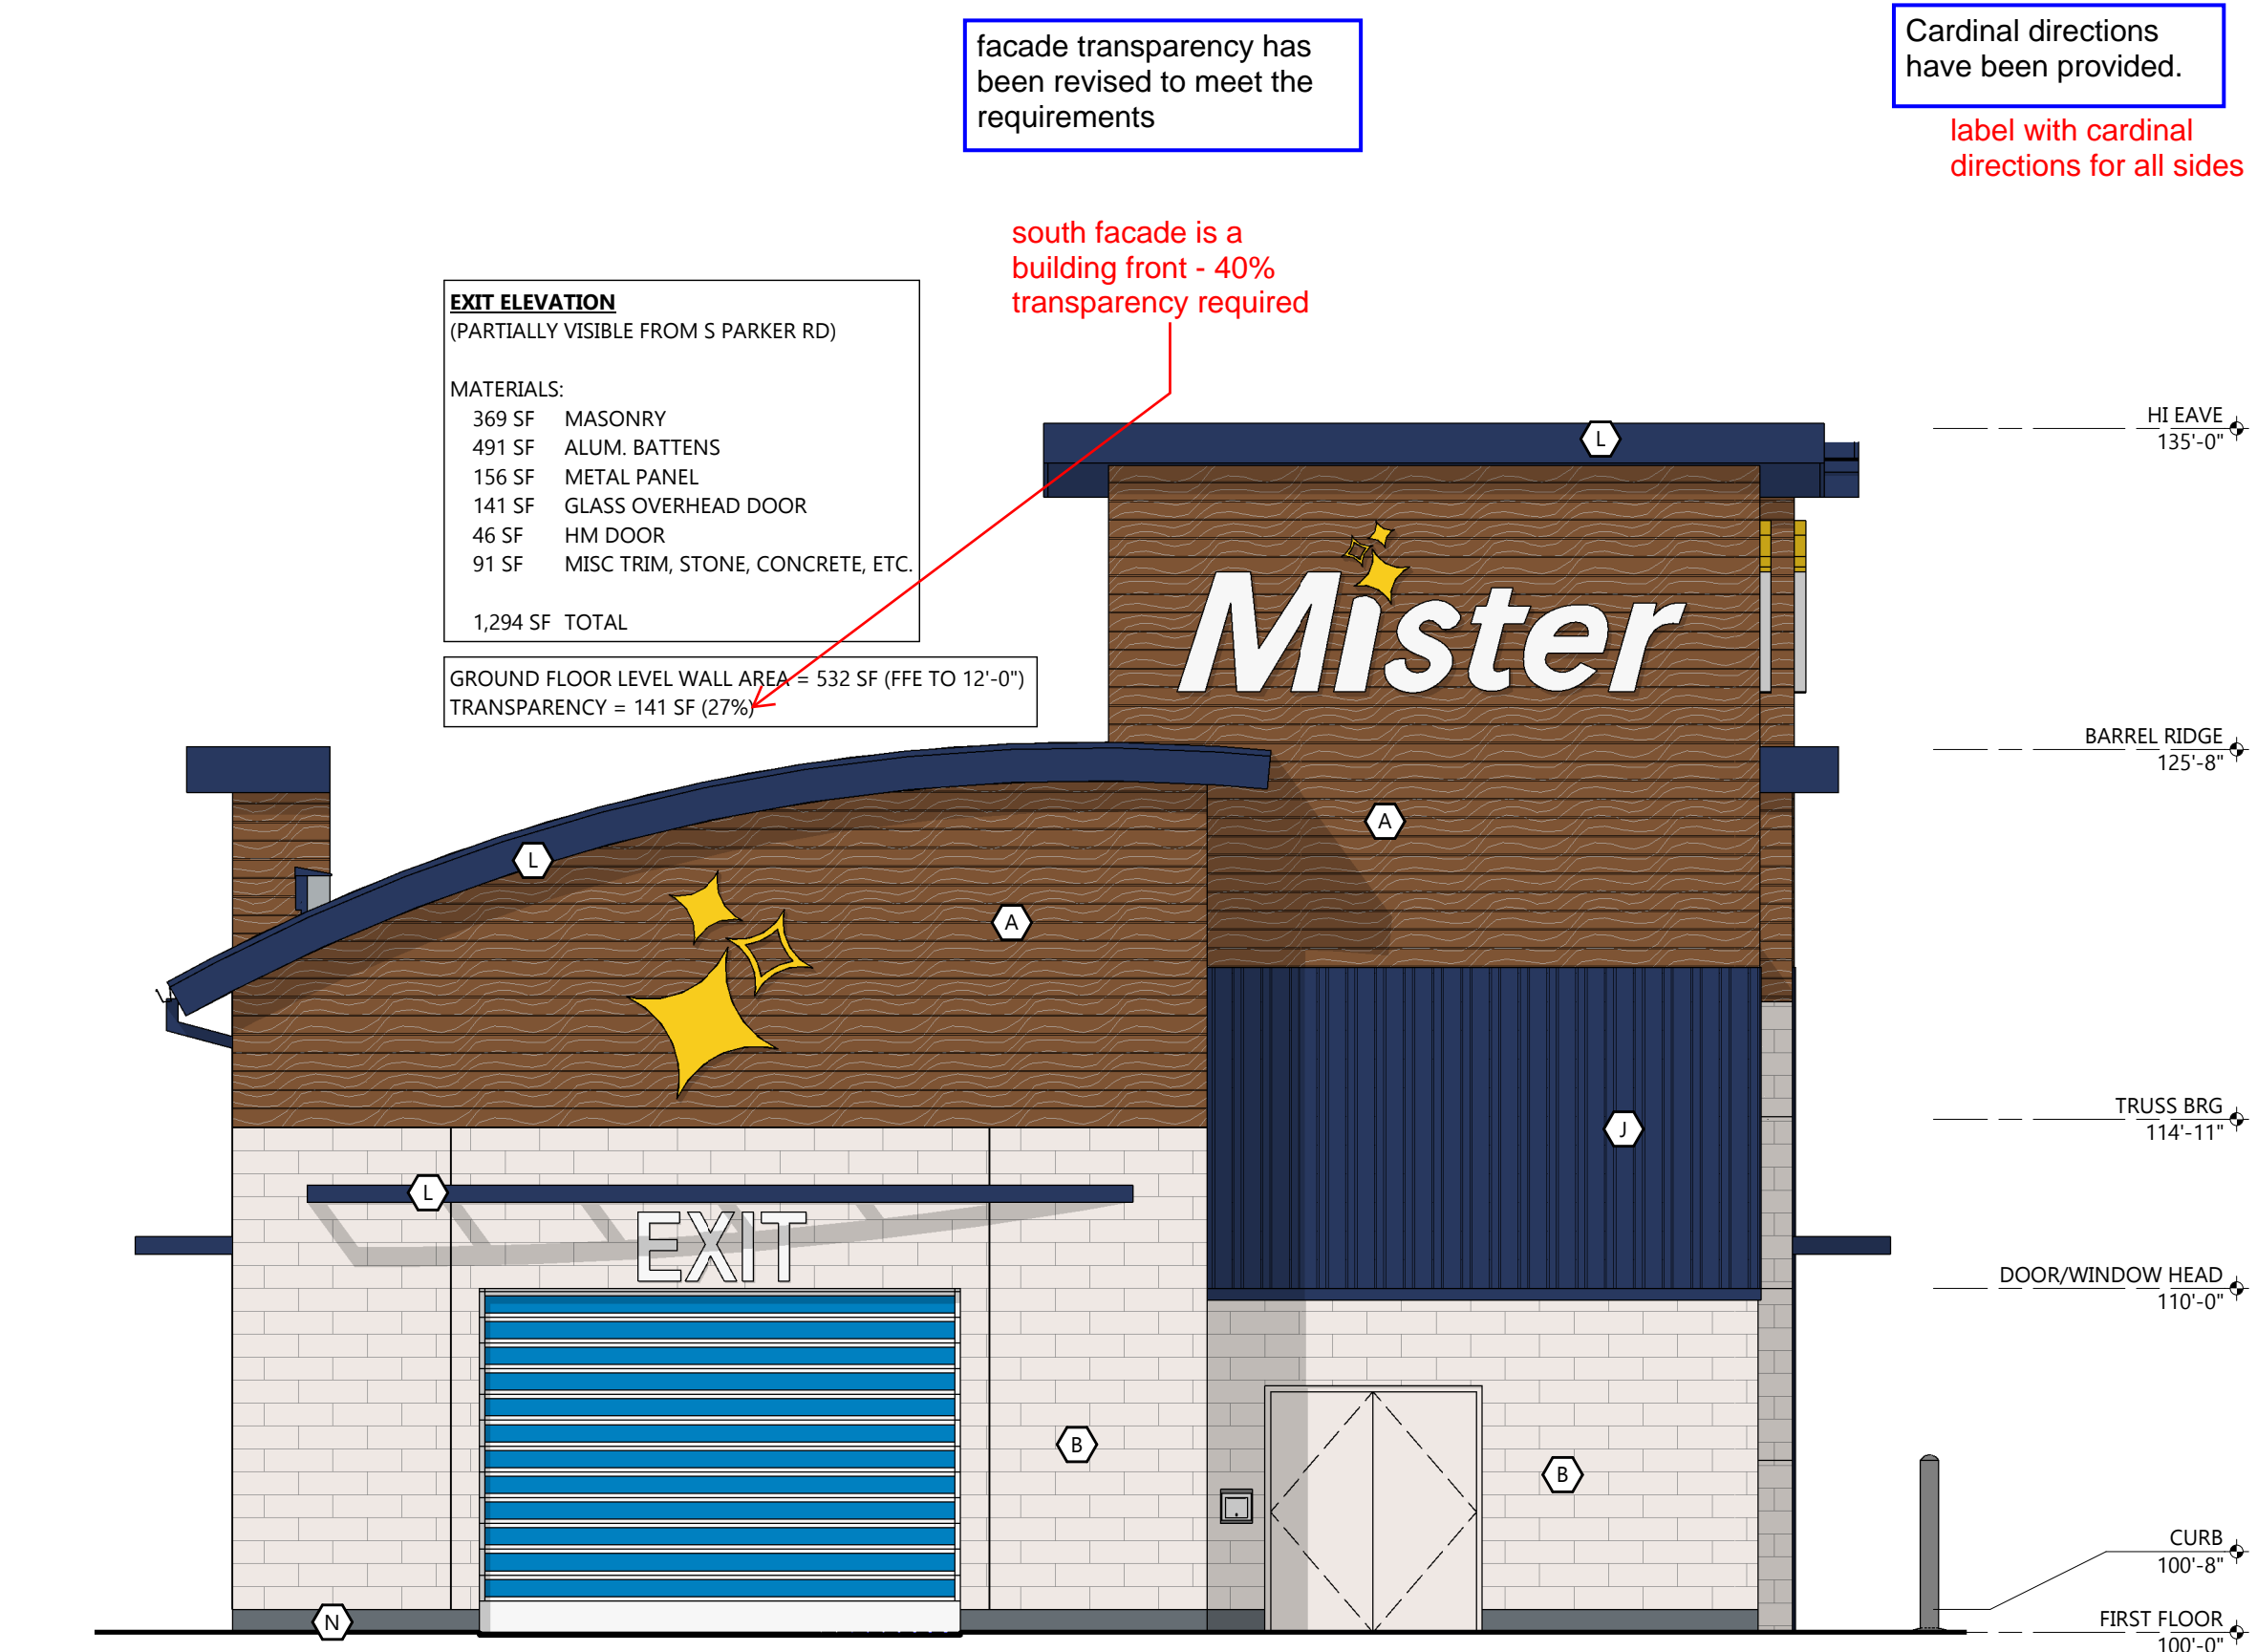 facade transparency has
been revised to meet the
requirements
Cardinal directions
have been provided.
label with cardinal
directions for all sides
south facade is a
building front - 40%
transparency required
EXIT ELEVATION
(PARTIALLY VISIBLE FROM S PARKER RD)
MATERIALS:
369 SF MASONRY
491 SF ALUM. BATTENS
156 SF METAL PANEL
141 SF GLASS OVERHEAD DOOR
46 SF HM DOOR
91 SF MISC TRIM, STONE, CONCRETE, ETC.
1,294 SF TOTAL
GROUND FLOOR LEVEL WALL AREA = 532 SF (FFE TO 12'-0")
TRANSPARENCY = 141 SF (27%)
HI EAVE
135'-0"
L
Mister
BARREL RIDGE
125'-8"
A
L
A
TRUSS BRG
114'-11"
J
L
EXIT
DOOR/WINDOW HEAD
110'-0"
B
B
CURB
100'-8"
N
FIRST FLOOR
100'-0"